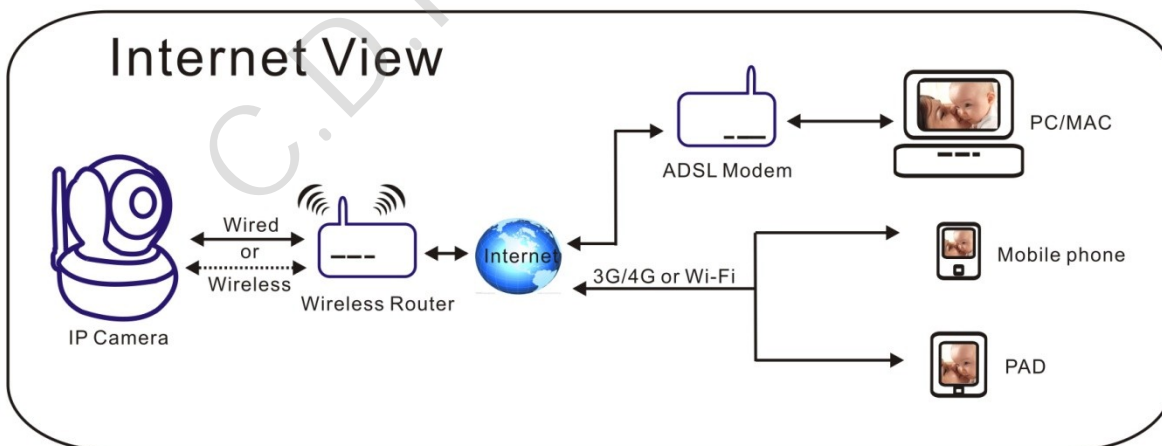 Internet View
C.D.
PC/MAC
ADSL Modem
Wired
or
Wireless
Internet
3G/4G or Wi-Fi
Mobile phone
Wireless Router
IP Camera
PAD